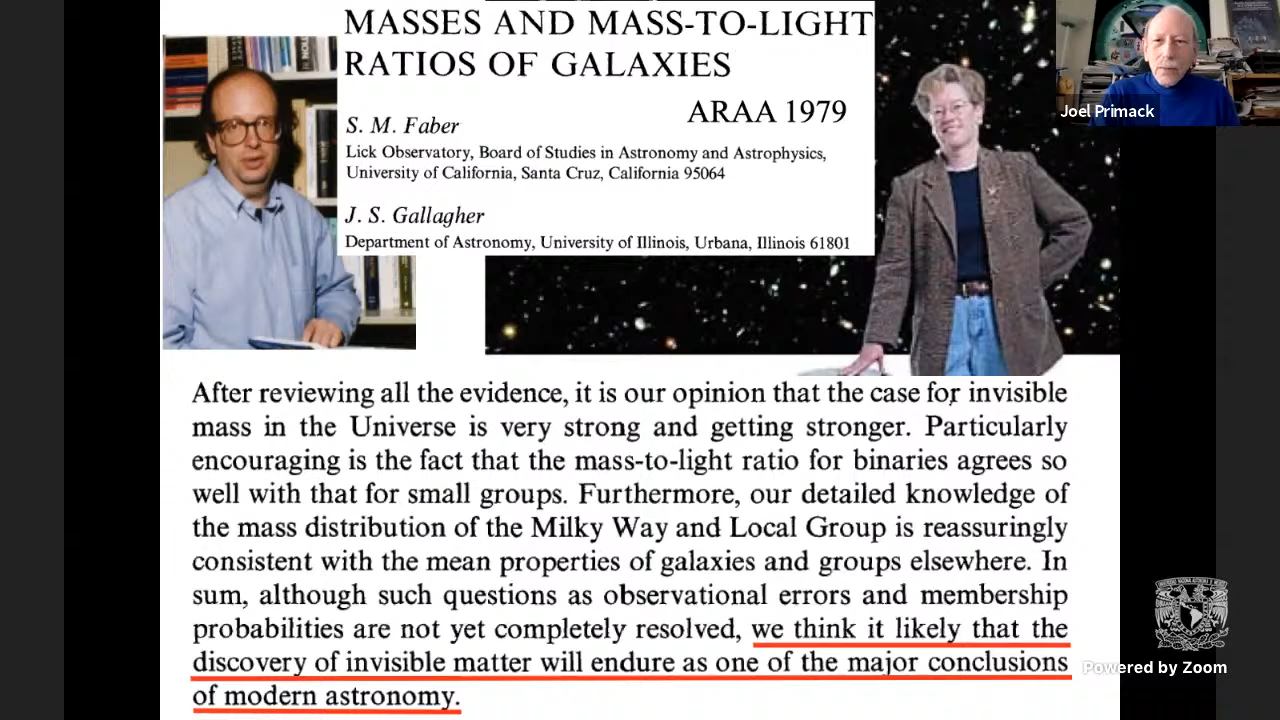 MASSES AND MASS-TO-LIGHT
RATIOS OF GALAXIES
ARAA 1979
S. M. Faber
Lick Observatory, Board of Studies in Astronomy and Astrophysics,
University of California, Santa Cruz, California 95064
J. S. Gallagher
Department of Astronomy, University of Illinois, Urbana, Illinois 61801
Joel Primack
After reviewing all the evidence, it is our opinion that the case for invisible
mass in the Universe is very strong and getting stronger. Particularly
encouraging is the fact that the mass-to-light ratio for binaries agrees so
well with that for small groups. Furthermore, our detailed knowledge of
the mass distribution of the Milky Way and Local Group is reassuringly
consistent with the mean properties of galaxies and groups elsewhere. In
sum, although such questions as observational errors and membership
probabilities are not yet completely resolved, we think it likely that the
discovery of invisible matter will endure as one of the major conclusions
of modern astronomy.
Powered by Zoom